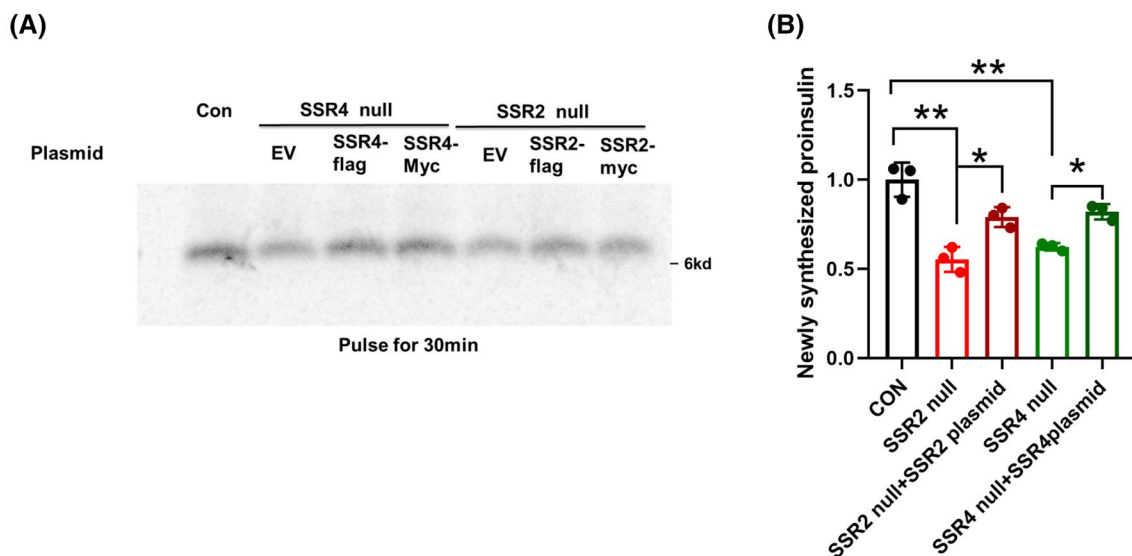 (A)
Con
SSR4 null
SSR2 null
Plasmid
EV
SSR4-
flag
SSR4-
Myc
EV
SSR2-
flag
SSR2-
myc
- 6kd
Pulse for 30min
(B)
**
**
*
*
Newly synthesized proinsulin
1.5
1.0
0.5
0.0
CON
SSR2 null
SSR2 null+SSR2 plasmid
SSR4 null
SSR4 null+SSR4plasmid